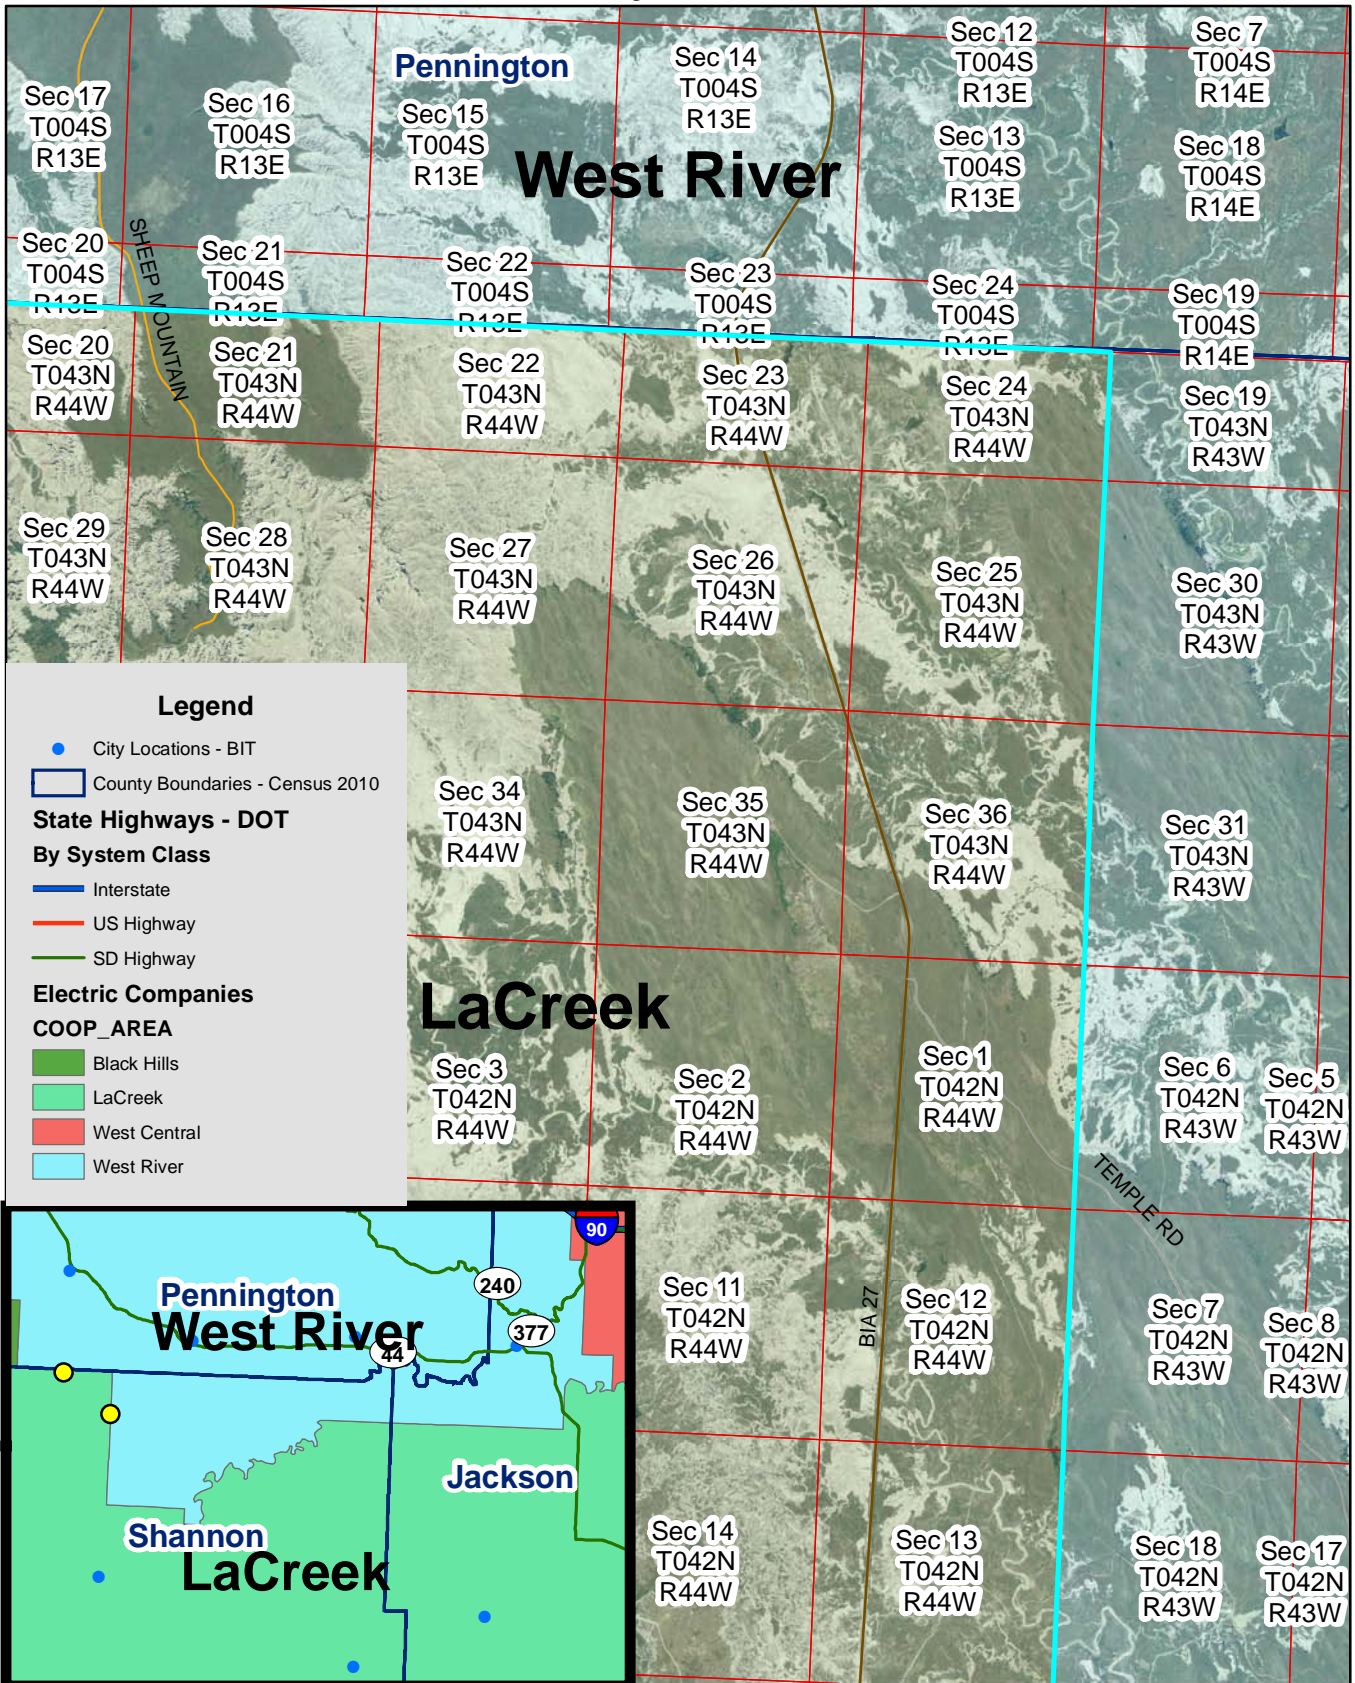 Sec 12
T004S
R13E
Sec 7
T004S
R14E
Sec 14
T004S
R13E
Pennington
Sec 17
T004S
R13E
Sec 16
T004S
R13E
Sec 15
T004S
R13E
Sec 13
T004S
R13E
Sec 18
T004S
R14E
West River
SHEEP MOUNTAIN
Sec 20
T004S
R13E
Sec 21
T004S
R13E
Sec 22
T004S
R13E
Sec 23
T004S
R13E
Sec 24
T004S
R13E
Sec 19
T004S
R14E
Sec 20
T043N
R44W
Sec 21
T043N
R44W
Sec 22
T043N
R44W
Sec 23
T043N
R44W
Sec 24
T043N
R44W
Sec 19
T043N
R43W
Sec 29
T043N
R44W
Sec 28
T043N
R44W
Sec 27
T043N
R44W
Sec 26
T043N
R44W
Sec 25
T043N
R44W
Sec 30
T043N
R43W
Sec 34
T043N
R44W
Sec 35
T043N
R44W
Sec 36
T043N
R44W
Sec 31
T043N
R43W
LaCreek
Sec 3
T042N
R44W
Sec 2
T042N
R44W
Sec 1
T042N
R44W
Sec 6
T042N
R43W
Sec 5
T042N
R43W
TEMPLE RD
BIA 27
Sec 11
T042N
R44W
Sec 12
T042N
R44W
Sec 7
T042N
R43W
Sec 8
T042N
R43W
Sec 14
T042N
R44W
Sec 13
T042N
R44W
Sec 18
T042N
R43W
Sec 17
T042N
R43W
Legend
City Locations - BIT
County Boundaries - Census 2010
State Highways - DOT
By System Class
Interstate
US Highway
SD Highway
Electric Companies
COOP_AREA
Black Hills
LaCreek
West Central
West River
90
240
377
44
Pennington
West River
Jackson
Shannon
LaCreek